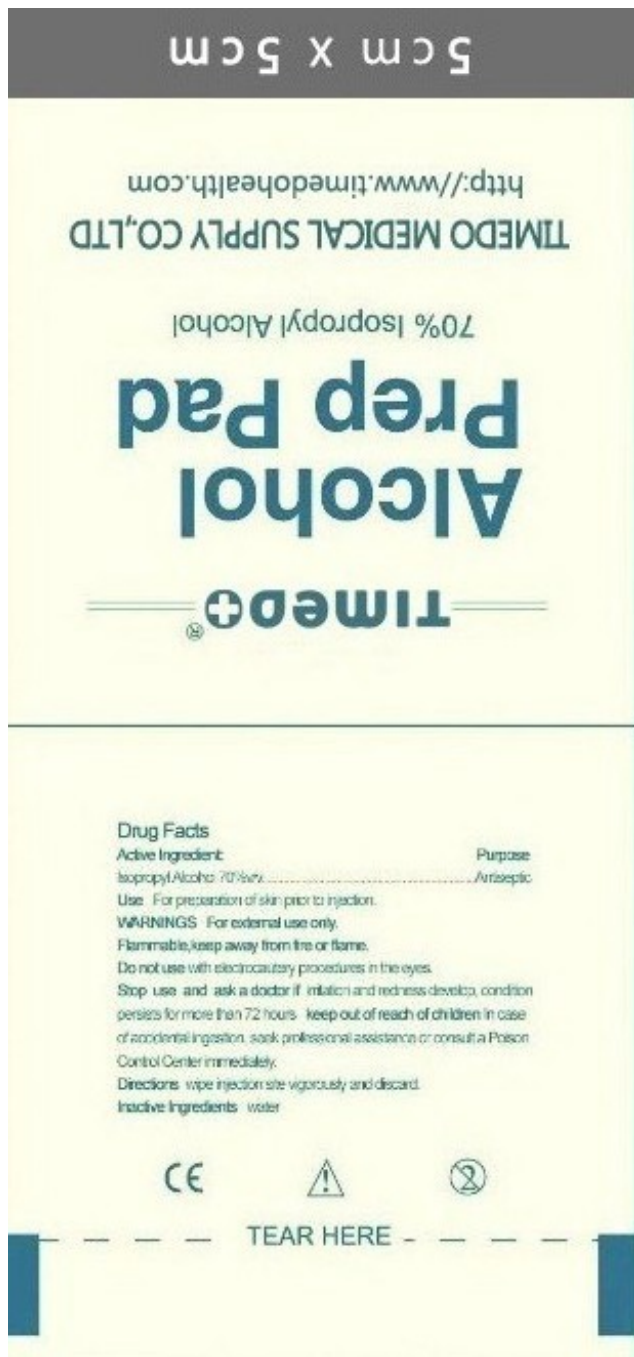 5cm x 5cm
http://www.timedohealth.com
TIMEDO MEDICAL SUPPLY CO,.LTD
70% Isopropyl Alcohol
Alcohol
Prep Pad
TIMEDO®
Drug Facts
Active Ingredient: Purpose
Isopropyl Alcohol 70%v/v Antiseptic
Use For preparation of skin prior to injection.
WARNINGS For external use only.
Flammable,keep away from fire or flame.
Do not use with electrocautery procedures in the eyes.
Stop use and ask a doctor if irritation and redness develop, condition
persists for more than 72 hours keep out of reach of children in case
of accidental ingestion, seek professional assistance or consult a Poison
Control Center immediately.
Directions wipe injection site vigorously and discard.
Inactive Ingredients water
CE
2
TEAR HERE